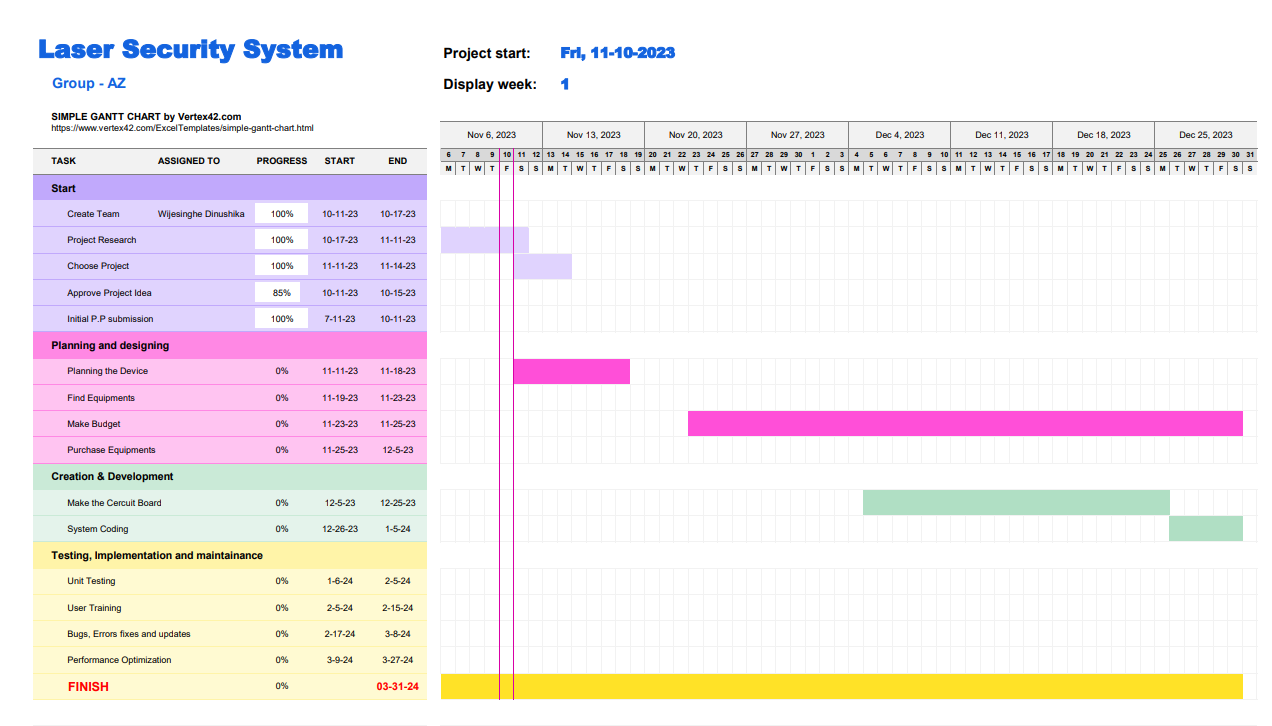 Laser Security System
Project start: Fri, 11-10-2023
Group - AZ
Display week: 1
SIMPLE GANTT CHART by Vertex42.com
https://www.vertex42.com/ExcelTemplates/simple-gantt-chart.html
Nov 6, 2023 Nov 13, 2023 Nov 20, 2023 Nov 27, 2023 Dec 4, 2023 Dec 11, 2023 Dec 18, 2023 Dec 25, 2023
6 7 8 9 10 11 12 13 14 15 16 17 18 19 20 21 22 23 24 25 26 27 28 29 30 1 2 3 4 5 6 7 8 9 10 11 12 13 14 15 16 17 18 19 20 21 22 23 24 25 26 27 28 29 30 31
TASK ASSIGNED TO PROGRESS START END
M T W T F S S M T W T F S S M T W T F S S M T W T F S S M T W T F S S M T W T F S S M T W T F S S M T W T F S S
Start
Create Team Wijesinghe Dinushika 100% 10-11-23 10-17-23
Project Research 100% 10-17-23 11-11-23
Choose Project 100% 11-11-23 11-14-23
Approve Project Idea 85% 10-11-23 10-15-23
Initial P.P submission 100% 7-11-23 10-11-23
Planning and designing
Planning the Device 0% 11-11-23 11-18-23
Find Equipments 0% 11-19-23 11-23-23
Make Budget 0% 11-23-23 11-25-23
Purchase Equipments 0% 11-25-23 12-5-23
Creation & Development
Make the Cercuit Board 0% 12-5-23 12-25-23
System Coding 0% 12-26-23 1-5-24
Testing, Implementation and maintainance
Unit Testing 0% 1-6-24 2-5-24
User Training 0% 2-5-24 2-15-24
Bugs, Errors fixes and updates 0% 2-17-24 3-8-24
Performance Optimization 0% 3-9-24 3-27-24
FINISH 0% 03-31-24